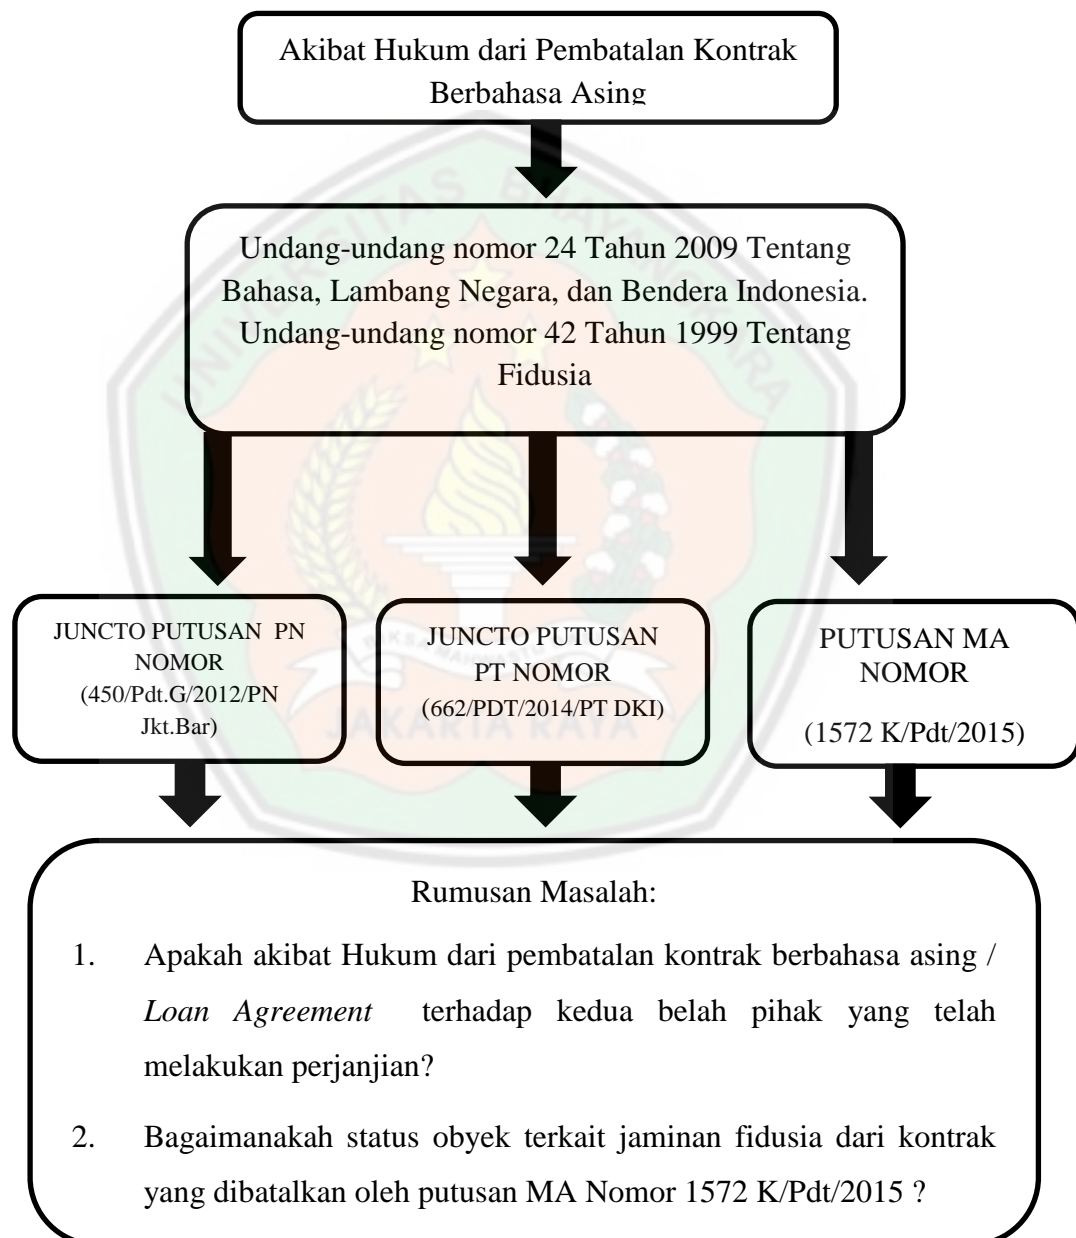 Akibat Hukum dari Pembatalan Kontrak
Berbahasa Asing
Undang-undang nomor 24 Tahun 2009 Tentang
Bahasa, Lambang Negara, dan Bendera Indonesia.
Undang-undang nomor 42 Tahun 1999 Tentang
Fidusia
JUNCTO PUTUSAN PN
NOMOR
(450/Pdt.G/2012/PN
Jkt.Bar)
JUNCTO PUTUSAN
PT NOMOR
(662/PDT/2014/PT DKI)
PUTUSAN MA
NOMOR
(1572 K/Pdt/2015)
Rumusan Masalah:
1. Apakah akibat Hukum dari pembatalan kontrak berbahasa asing /
Loan Agreement terhadap kedua belah pihak yang telah
melakukan perjanjian?
2. Bagaimanakah status obyek terkait jaminan fidusia dari kontrak
yang dibatalkan oleh putusan MA Nomor 1572 K/Pdt/2015 ?
UNIVERSITAS BHAYANGKARA
JAKARTA RAYA